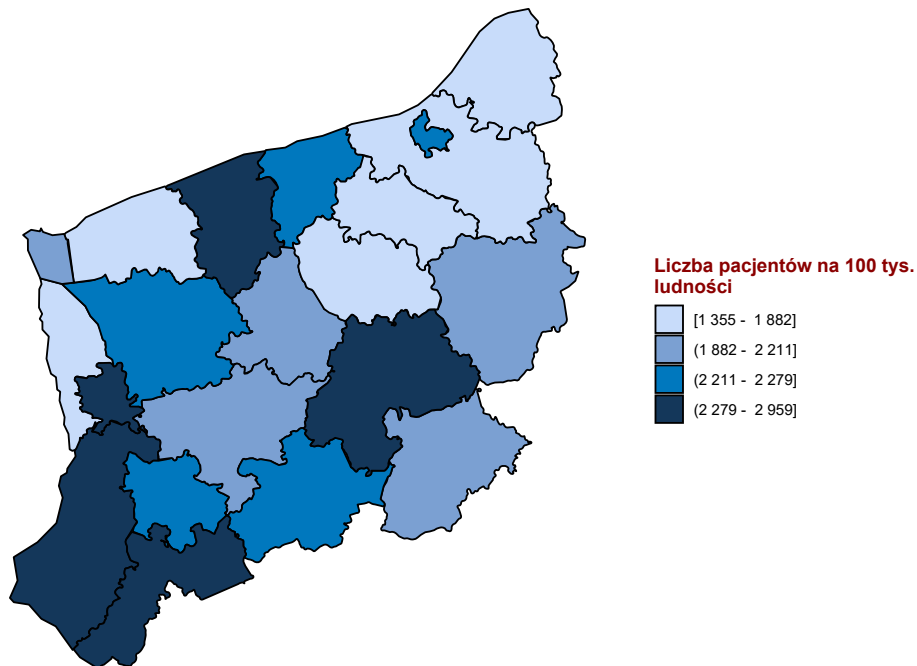 Liczba pacjentów na 100 tys.
ludności
[1 355 - 1 882]
(1 882 - 2 211]
(2 211 - 2 279]
(2 279 - 2 959]